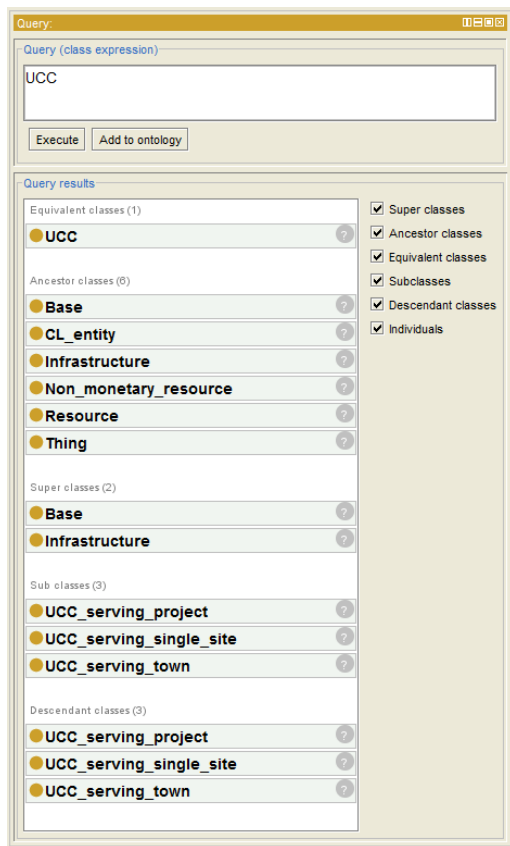 Query:
Query (class expression)
UCC
Execute
Add to ontology
Query results
Equivalent classes (1)
UCC
?
Ancestor classes (6)
Base
?
CL_entity
?
Infrastructure
?
Non_monetary_resource
?
Resource
?
Thing
?
Super classes (2)
Base
?
Infrastructure
?
Sub classes (3)
UCC_serving_project
?
UCC_serving_single_site
?
UCC_serving_town
?
Descendant classes (3)
UCC_serving_project
?
UCC_serving_single_site
?
UCC_serving_town
?
Super classes
Ancestor classes
Equivalent classes
Subclasses
Descendant classes
Individuals